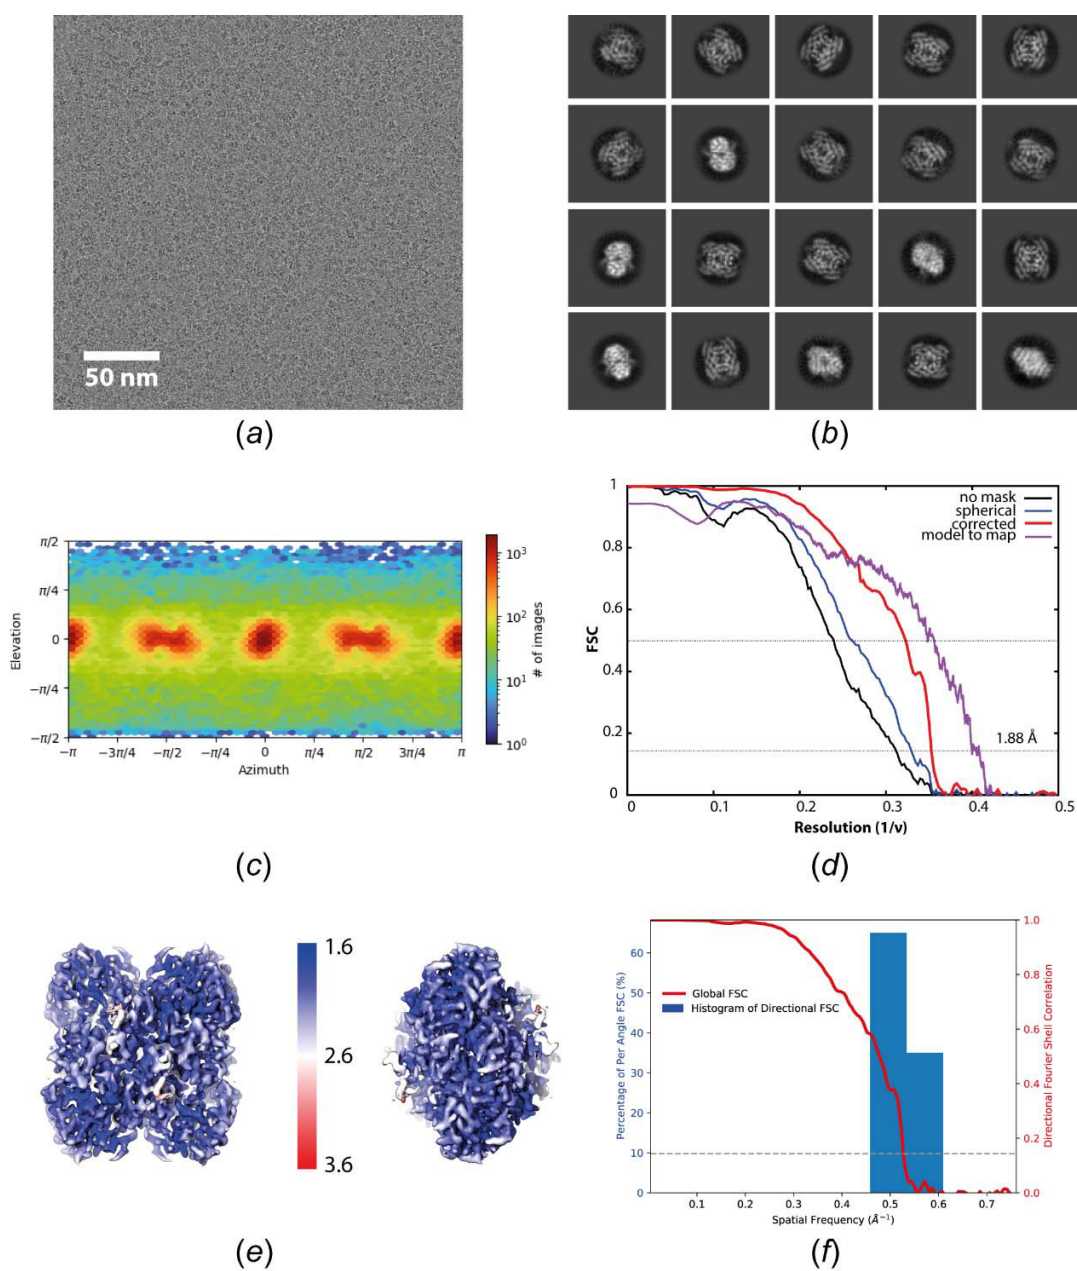 50 nm
(a)
(b)
π/2
π/4
0
−π/4
−π/2
Elevation
−π
−3π/4
−π/2
−π/4
0
π/4
π/2
3π/4
π
Azimuth
10³
10²
10¹
10⁰
# of images
(c)
1
0.8
0.6
0.4
0.2
0
FSC
no mask
spherical
corrected
model to map
1.88 Å
0
0.1
0.2
0.3
0.4
0.5
Resolution (1/ν)
(d)
1.6
2.6
3.6
(e)
60
50
40
30
20
10
0
Percentage of Per Angle FSC (%)
Global FSC
Histogram of Directional FSC
1.0
0.8
0.6
0.4
0.2
0.0
Directional Fourier Shell Correlation
0.1
0.2
0.3
0.4
0.5
0.6
0.7
Spatial Frequency (Å⁻¹)
(f)